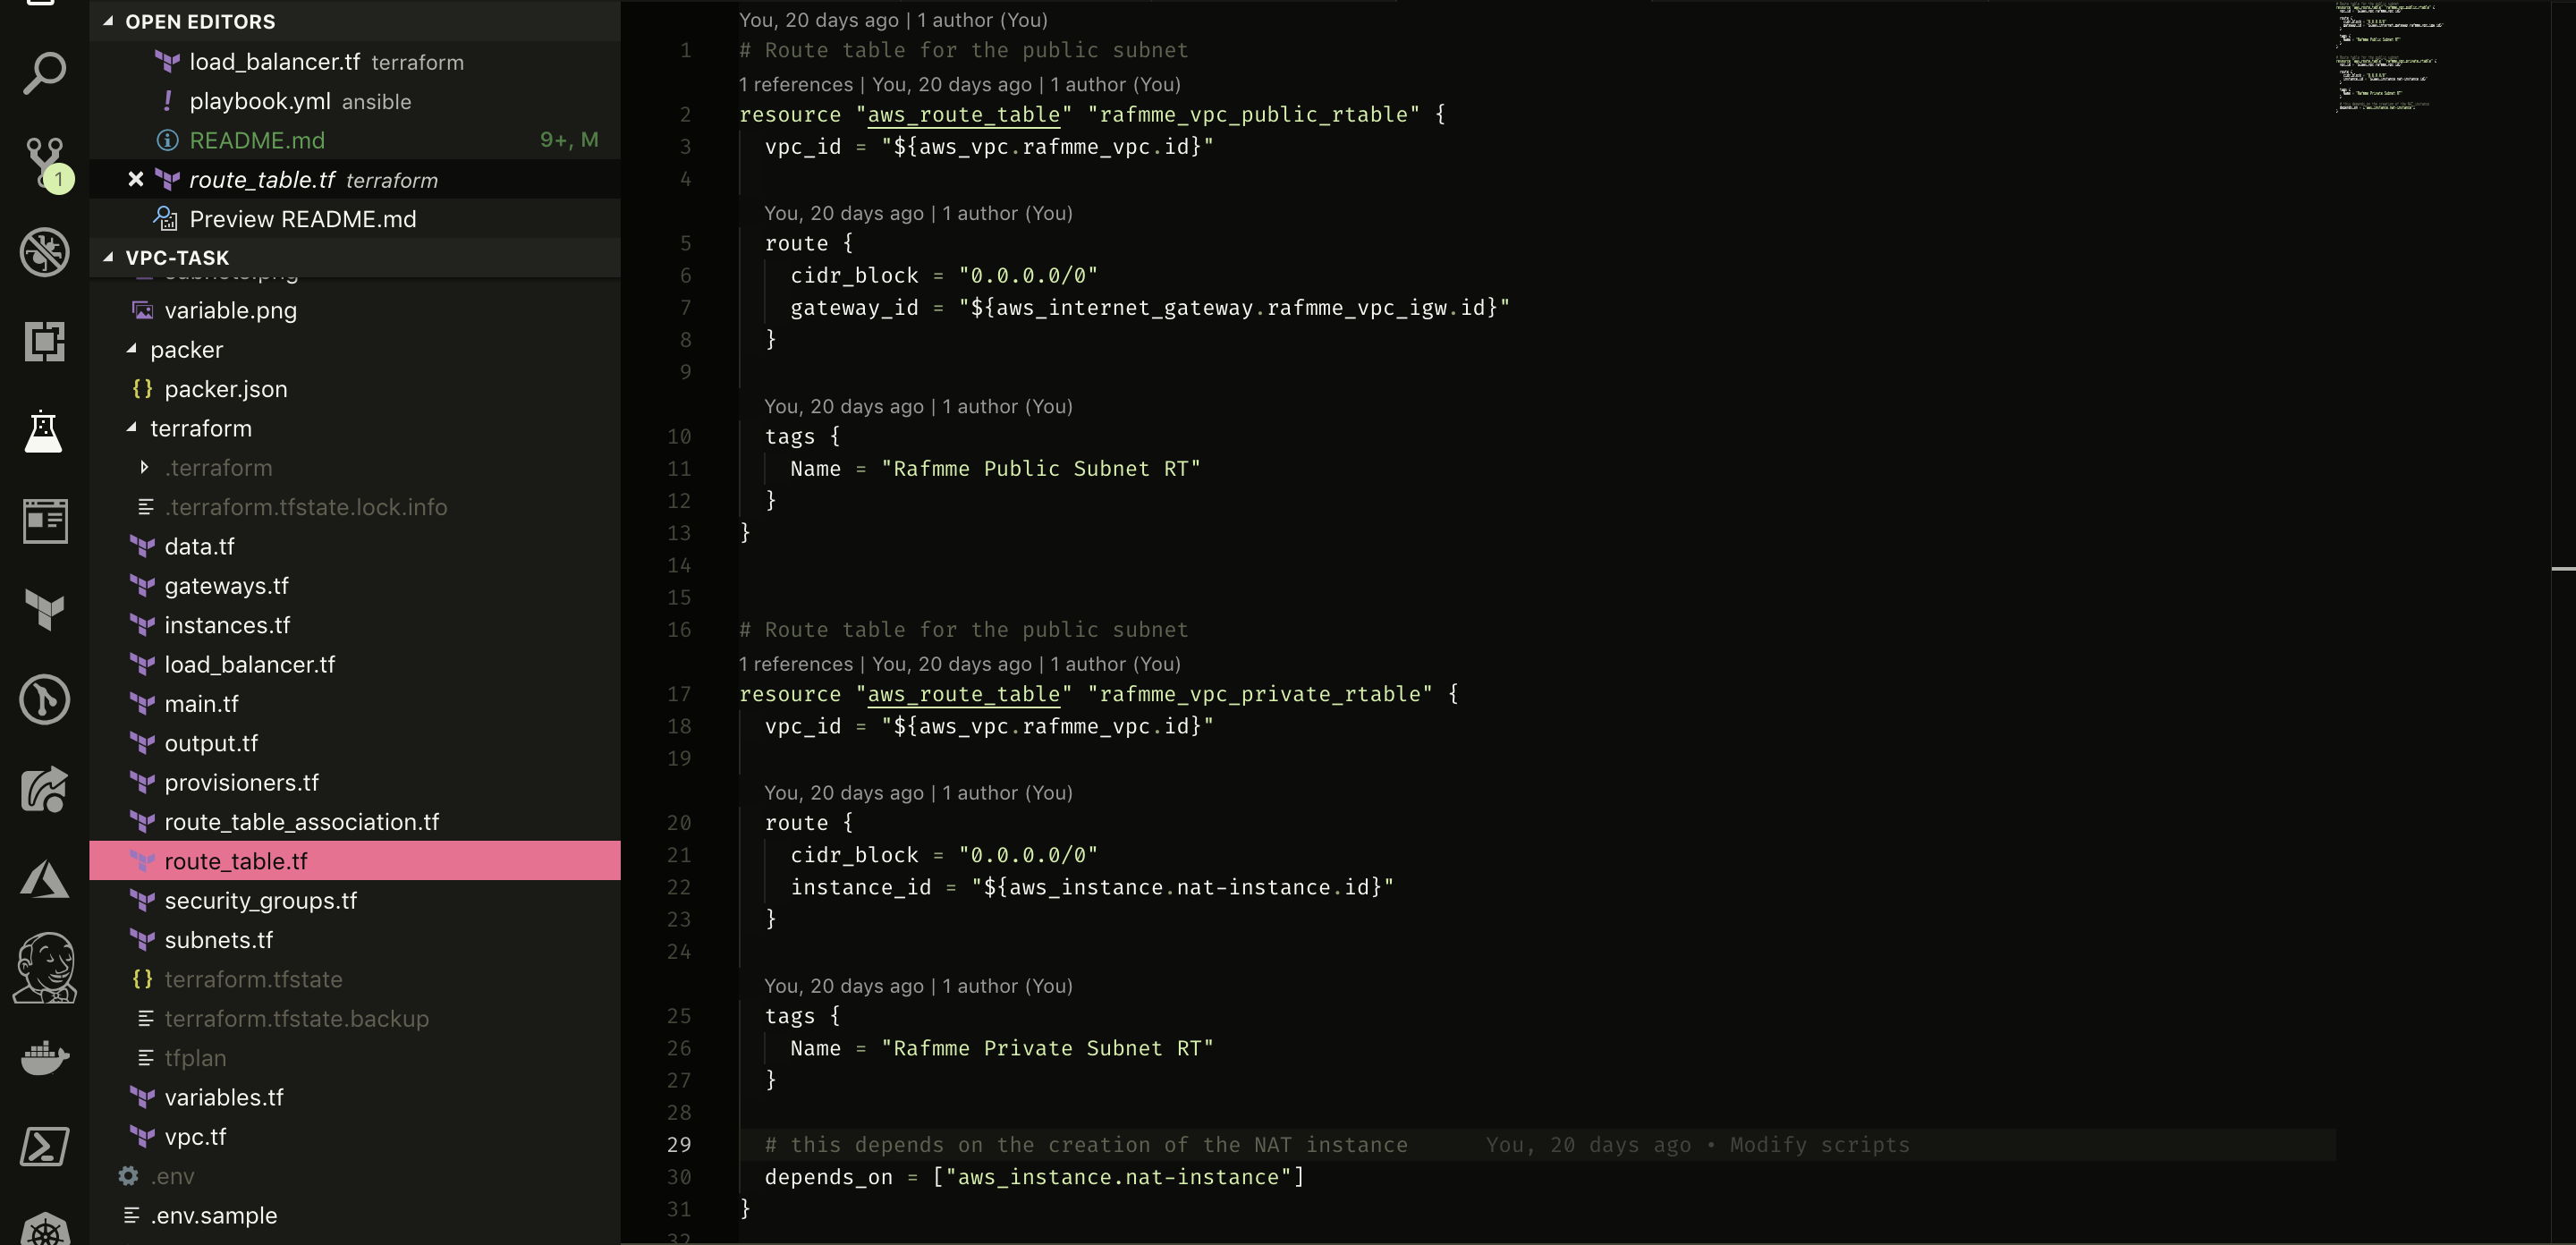 OPEN EDITORS
load_balancer.tf terraform
playbook.yml ansible
README.md 9+, M
route_table.tf terraform
Preview README.md
VPC-TASK
subnets.png
variable.png
packer
packer.json
terraform
.terraform
.terraform.tfstate.lock.info
data.tf
gateways.tf
instances.tf
load_balancer.tf
main.tf
output.tf
provisioners.tf
route_table_association.tf
route_table.tf
security_groups.tf
subnets.tf
terraform.tfstate
terraform.tfstate.backup
tfplan
variables.tf
vpc.tf
.env
.env.sample
1
You, 20 days ago | 1 author (You)
1 # Route table for the public subnet
1 references | You, 20 days ago | 1 author (You)
2 resource "aws_route_table" "rafmme_vpc_public_rtable" {
3 vpc_id = "${aws_vpc.rafmme_vpc.id}"
4
You, 20 days ago | 1 author (You)
5 route {
6 cidr_block = "0.0.0.0/0"
7 gateway_id = "${aws_internet_gateway.rafmme_vpc_igw.id}"
8 }
9
You, 20 days ago | 1 author (You)
10 tags {
11 Name = "Rafmme Public Subnet RT"
12 }
13 }
14
15
16 # Route table for the public subnet
1 references | You, 20 days ago | 1 author (You)
17 resource "aws_route_table" "rafmme_vpc_private_rtable" {
18 vpc_id = "${aws_vpc.rafmme_vpc.id}"
19
You, 20 days ago | 1 author (You)
20 route {
21 cidr_block = "0.0.0.0/0"
22 instance_id = "${aws_instance.nat-instance.id}"
23 }
24
You, 20 days ago | 1 author (You)
25 tags {
26 Name = "Rafmme Private Subnet RT"
27 }
28
29 # this depends on the creation of the NAT instance You, 20 days ago • Modify scripts
30 depends_on = ["aws_instance.nat-instance"]
31 }
32